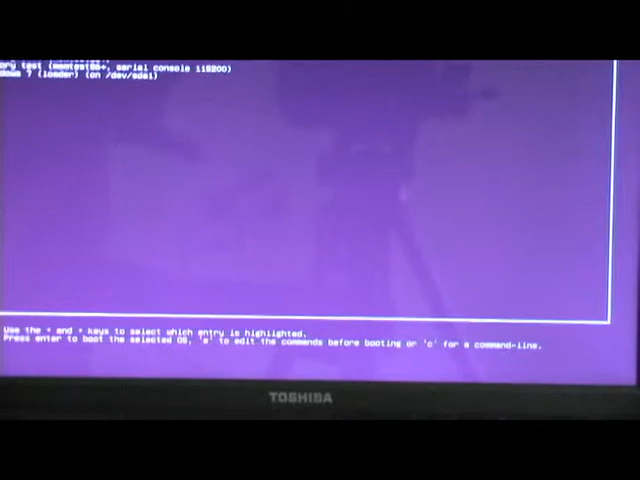 ory test (memtest86+, serial console 115200)
dows 7 (loader) (on /dev/sda1)
Use the ↑ and ↓ keys to select which entry is highlighted.
Press enter to boot the selected OS, 'e' to edit the commands before booting or 'c' for a command-line.
TOSHIBA